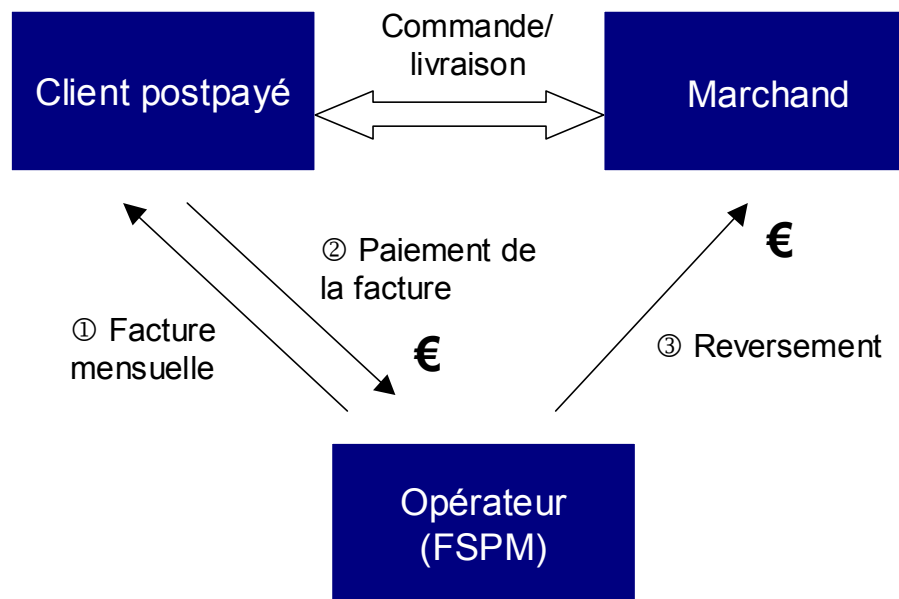 Commande/
livraison
Client postpayé
Marchand
€
② Paiement de
la facture
① Facture
mensuelle
€
③ Reversement
Opérateur
(FSPM)